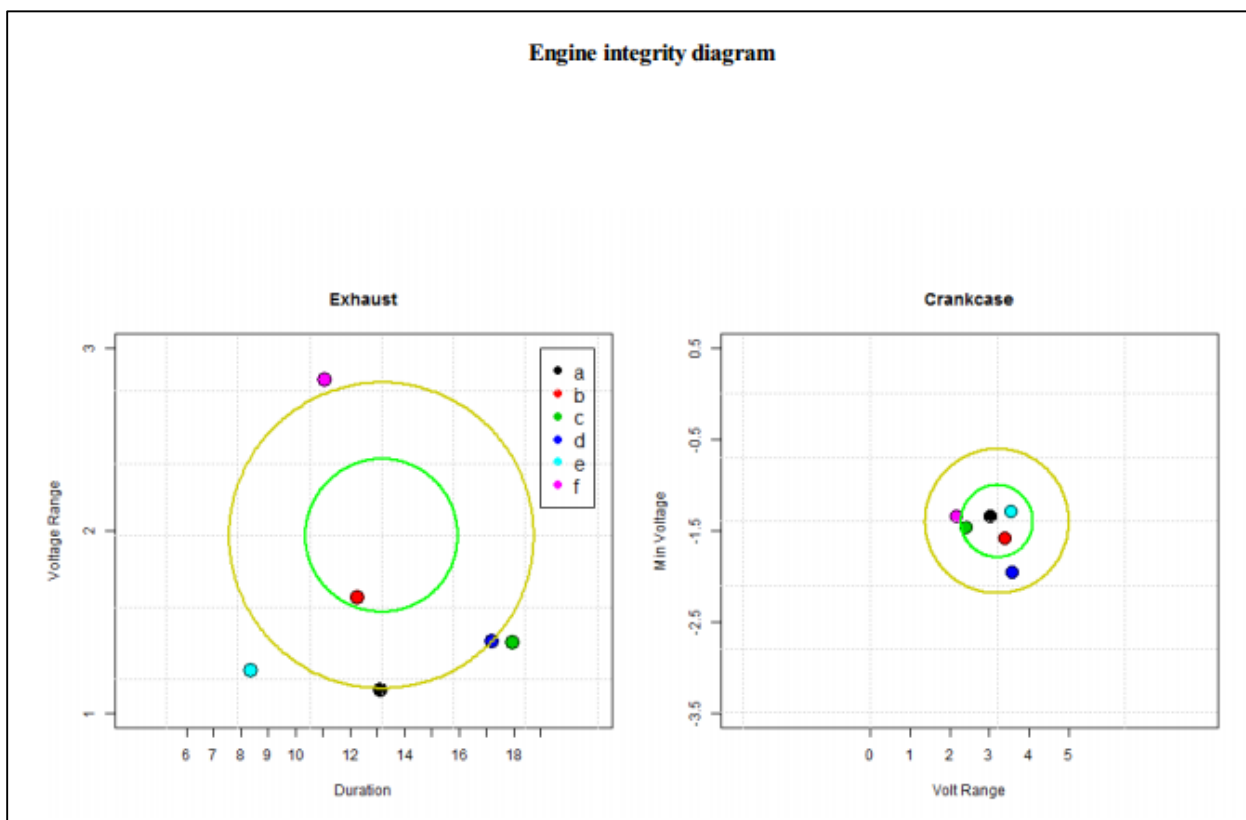 Engine integrity diagram
Exhaust
Voltage Range
3
2
1
a
b
c
d
e
f
6 7 8 9 10 12 14 16 18
Duration
Crankcase
Min Voltage
0.5
-0.5
-1.5
-2.5
-3.5
0 1 2 3 4 5
Volt Range